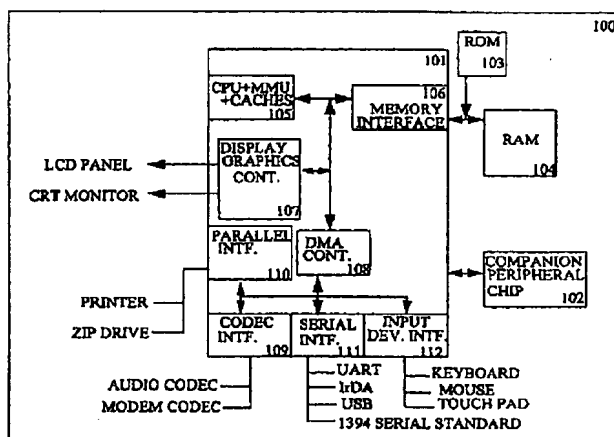 100
101
ROM
103
CPU+MMU
+CACHES
105
106
MEMORY
INTERFACE
RAM
104
DISPLAY
GRAPHICS
CONT.
107
LCD PANEL
CRT MONITOR
PARALLEL
INTF.
110
DMA
CONT.
108
COMPANION
PERIPHERAL
CHIP
102
PRINTER
ZIP DRIVE
CODEC
INTF.
109
SERIAL
INTF.
111
INPUT
DEV. INTF.
112
AUDIO CODEC
MODEM CODEC
UART
IrDA
USB
1394 SERIAL STANDARD
KEYBOARD
MOUSE
TOUCH PAD